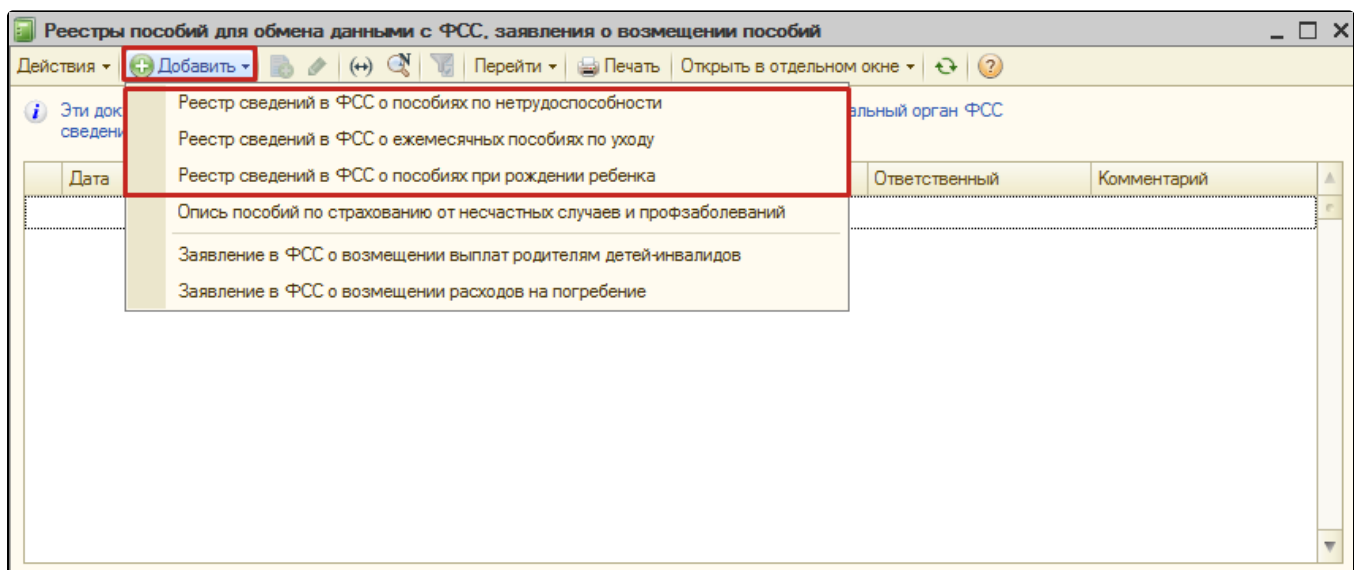 Реестры пособий для обмена данными с ФСС, заявления о возмещении пособий
Действия Добавить Перейти Печать Открыть в отдельном окне
Реестр сведений в ФСС о пособиях по нетрудоспособности
Эти альный орган ФСС
Реестр сведений в ФСС о ежемесячных пособиях по уходу
Дата Реестр сведений в ФСС о пособиях при рождении ребенка Ответственный Комментарий
Опись пособий по страхованию от несчастных случаев и профзаболеваний
Заявление в ФСС о возмещении выплат родителям детей-инвалидов
Заявление в ФСС о возмещении расходов на погребение